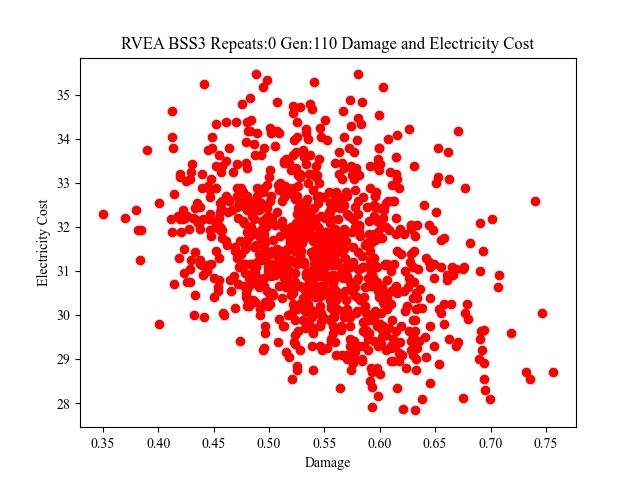 RVEA BSS3 Repeats:0 Gen:110 Damage and Electricity Cost
35
34
33
32
31
30
29
28
Electricity Cost
0.35 0.40 0.45 0.50 0.55 0.60 0.65 0.70 0.75
Damage